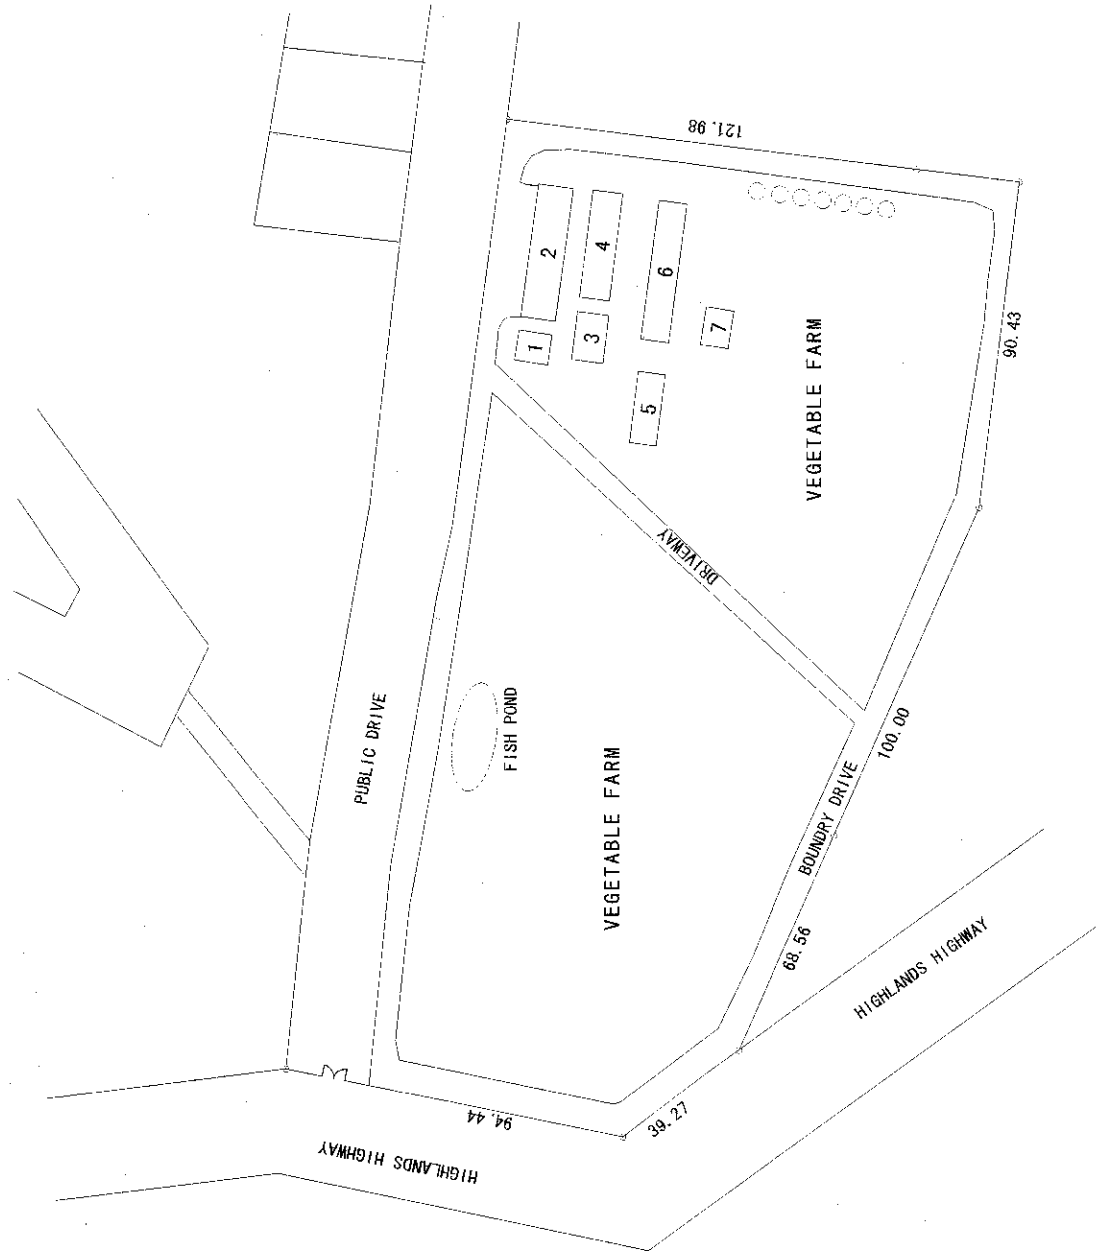 121.98
2
4
6
1
3
7
5
VEGETABLE FARM
90.43
DRIVEWAY
PUBLIC DRIVE
FISH POND
VEGETABLE FARM
100.00
BOUNDRY DRIVE
68.56
HIGHLANDS HIGHWAY
39.27
94.44
HIGHLANDS HIGHWAY